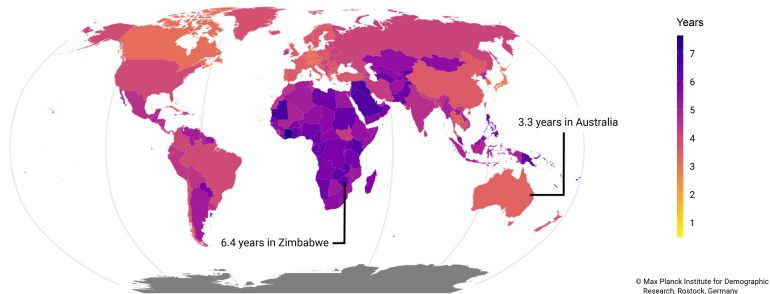 Years
7
6
5
4
3
2
1
3.3 years in Australia
6.4 years in Zimbabwe
© Max Planck Institute for Demographic
Research, Rostock, Germany